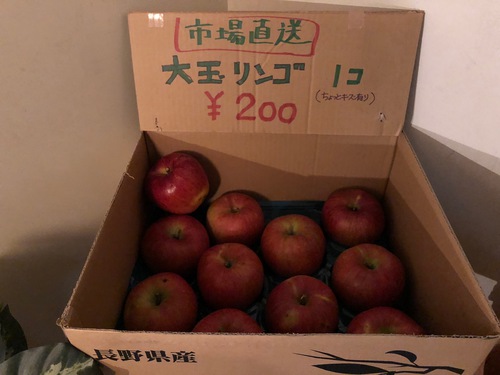 市場直送
大玉リンゴ 1コ
(ちょっとキズ有り)
¥200
長野県産